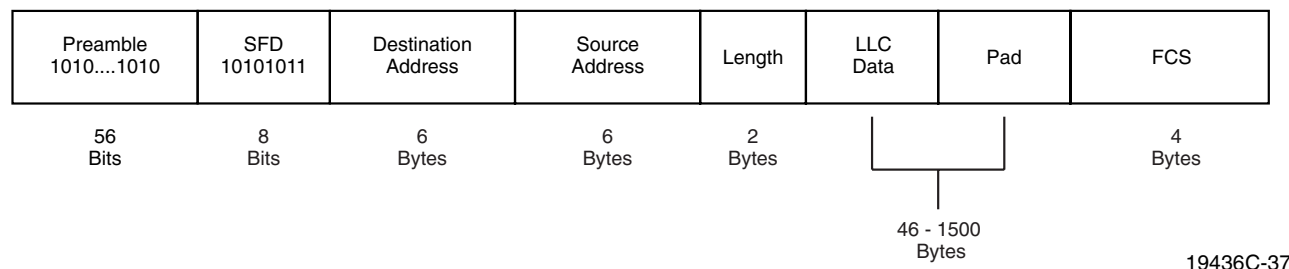 Preamble
1010....1010
SFD
10101011
Destination
Address
Source
Address
Length
LLC
Data
Pad
FCS
56
Bits
8
Bits
6
Bytes
6
Bytes
2
Bytes
4
Bytes
46 - 1500
Bytes
19436C-37